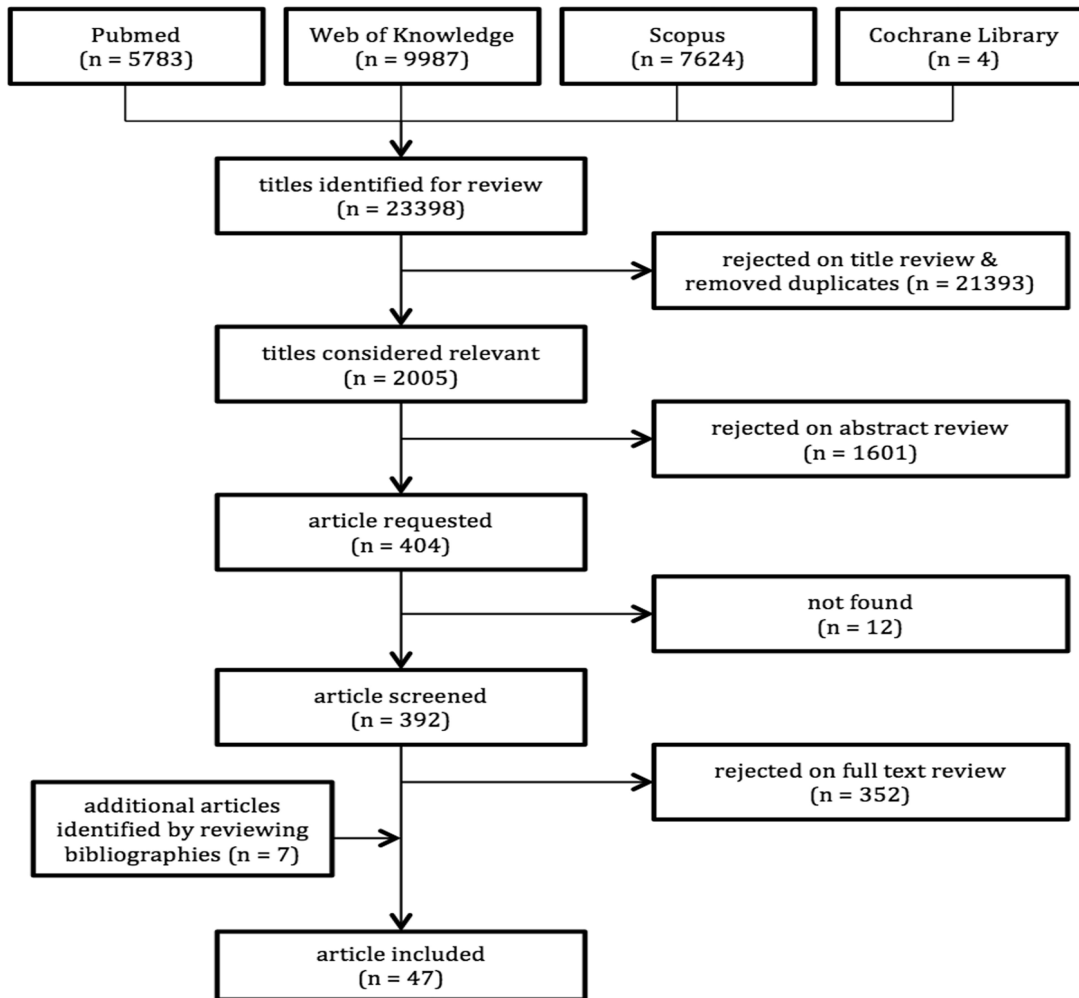 Pubmed
(n = 5783)
Web of Knowledge
(n = 9987)
Scopus
(n = 7624)
Cochrane Library
(n = 4)
titles identified for review
(n = 23398)
rejected on title review &
removed duplicates (n = 21393)
titles considered relevant
(n = 2005)
rejected on abstract review
(n = 1601)
article requested
(n = 404)
not found
(n = 12)
article screened
(n = 392)
rejected on full text review
(n = 352)
additional articles
identified by reviewing
bibliographies (n = 7)
article included
(n = 47)